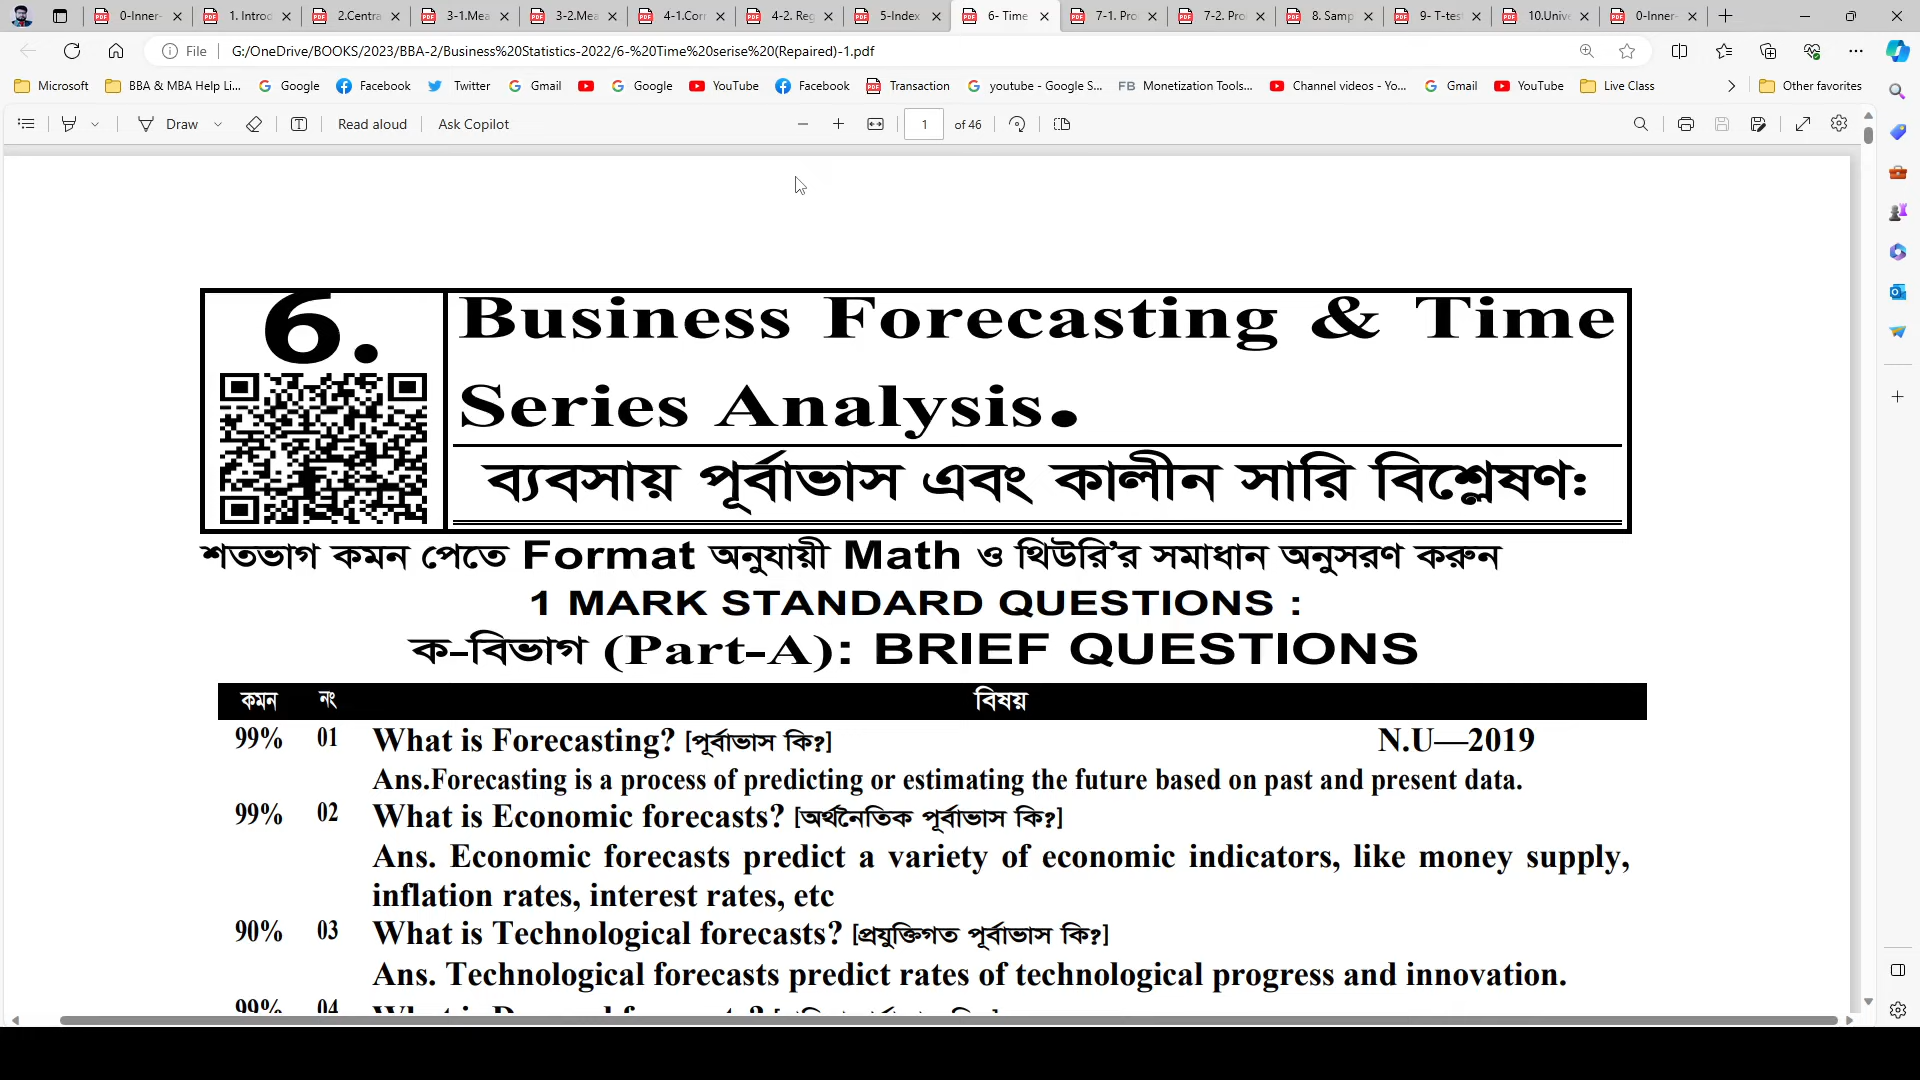 0-Inner- 1. Introd 2.Centra 3-1.Mea 3-2.Mea 4-1.Corr 4-2. Reg 5-Index 6- Time 7-1. Pro 7-2. Pro 8. Samp 9- T-test 10.Unive 0-Inner-
File G:/OneDrive/BOOKS/2023/BBA-2/Business%20Statistics-2022/6-%20Time%20serise%20(Repaired)-1.pdf
Microsoft BBA & MBA Help Li... Google Facebook Twitter Gmail Google YouTube Facebook Transaction youtube - Google S... FB Monetization Tools... Channel videos - Yo... Gmail YouTube Live Class Other favorites
Draw Read aloud Ask Copilot 1 of 46
6. Business Forecasting & Time
Series Analysis.
ব্যবসায় পূর্বাভাস এবং কালীন সারি বিশ্লেষণঃ
শতভাগ কমন পেতে Format অনুযায়ী Math ও থিউরি’র সমাধান অনুসরণ করুন
1 MARK STANDARD QUESTIONS :
ক-বিভাগ (Part-A): BRIEF QUESTIONS
কমন নং বিষয়
99% 01 What is Forecasting? [পূর্বাভাস কি?] N.U—2019
Ans.Forecasting is a process of predicting or estimating the future based on past and present data.
99% 02 What is Economic forecasts? [অর্থনৈতিক পূর্বাভাস কি?]
Ans. Economic forecasts predict a variety of economic indicators, like money supply,
inflation rates, interest rates, etc
90% 03 What is Technological forecasts? [প্রযুক্তিগত পূর্বাভাস কি?]
Ans. Technological forecasts predict rates of technological progress and innovation.
99% 04